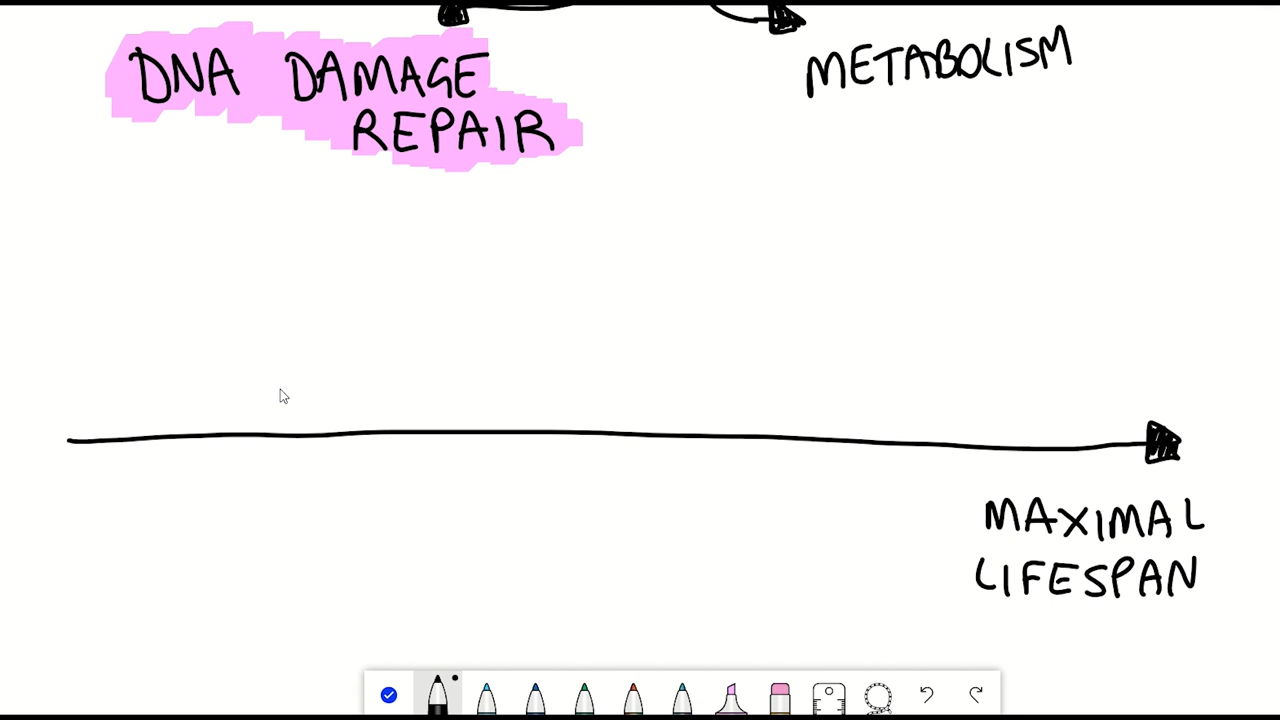 DNA DAMAGE
REPAIR
METABOLISM
MAXIMAL
LIFESPAN